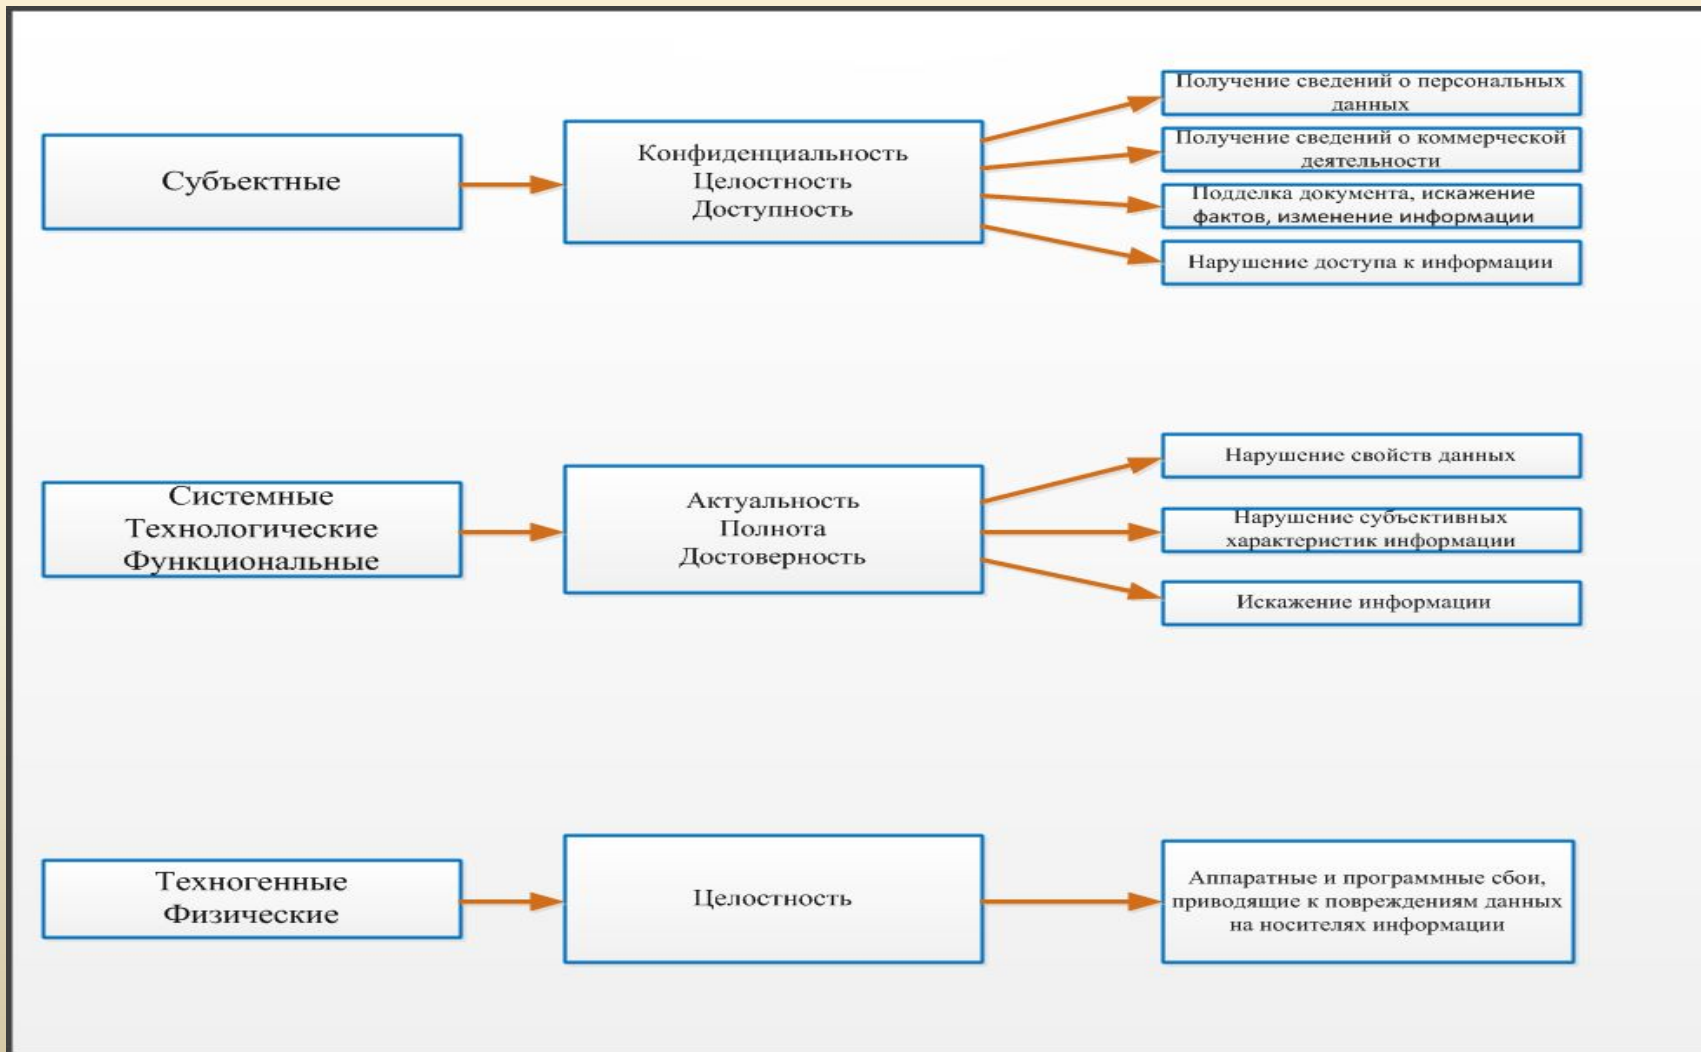 Субъектные
Конфиденциальность
Целостность
Доступность
Получение сведений о персональных
данных
Получение сведений о коммерческой
деятельности
Подделка документа, искажение
фактов, изменение информации
Нарушение доступа к информации
Системные
Технологические
Функциональные
Актуальность
Полнота
Достоверность
Нарушение свойств данных
Нарушение субъективных
характеристик информации
Искажение информации
Техногенные
Физические
Целостность
Аппаратные и программные сбои,
приводящие к повреждениям данных
на носителях информации